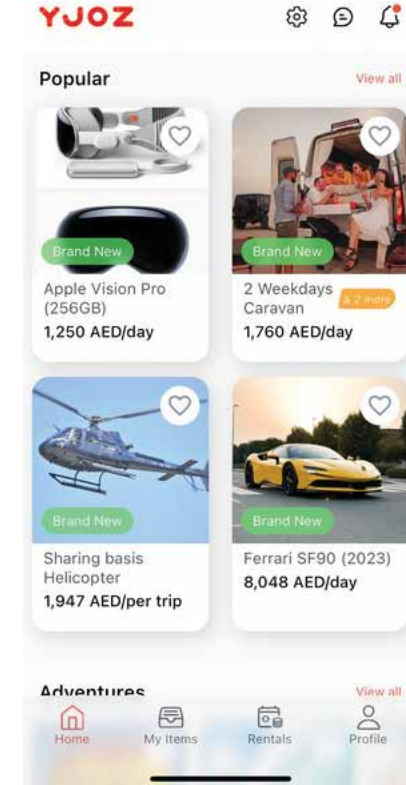 YJOZ
Popular
View all
Brand New
Apple Vision Pro
(256GB)
1,250 AED/day
Brand New
2 Weekdays
Caravan
& 2 more
1,760 AED/day
Brand New
Sharing basis
Helicopter
1,947 AED/per trip
Brand New
Ferrari SF90 (2023)
8,048 AED/day
Adventures
View all
Home
My Items
Rentals
Profile